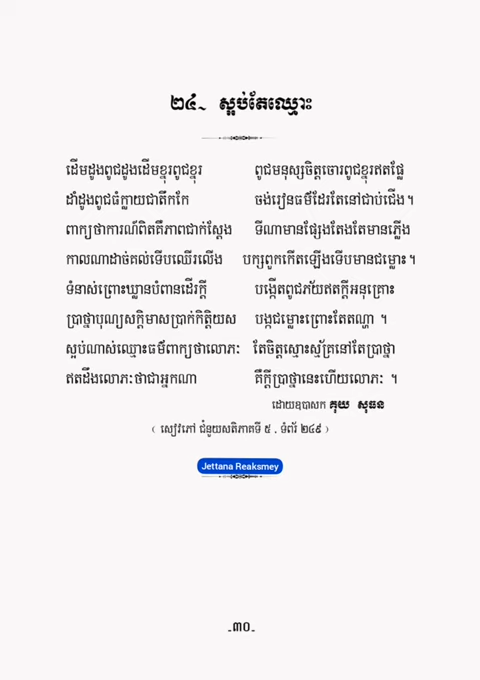 ២៤~ ស្អប់តែឈ្មោះ
ដើមដូងពូជដូងដើមខ្នុរពូជខ្នុរ ពូជមនុស្សចិត្តចោរពូជខ្នុរឥតផ្លែ
ដាំដូងពូជធំក្លាយជាតឹកកែ ចង់រៀនធម៌ដែរតែនៅជាប់ជើង។
ពាក្យថាការណ៍ពិតគឺភាពជាក់ស្ដែង ទីណាមានផ្សែងតែងតែមានភ្លើង
កាលណាដាច់គល់ទើបឈើរលើង បក្សពួកកើតឡើងទើបមានជម្លោះ។
ទំនាស់ព្រោះឃ្លានបំពានដើរក្ដី បង្កើតពូជភ័យឥតក្ដីអនុគ្រោះ
ប្រាថ្នាបុណ្យសក្ដិមាសប្រាក់កិត្តិយស បង្កជម្លោះព្រោះតែតណ្ហា ។
ស្អប់ណាស់ឈ្មោះធម៌ពាក្យថាលោភៈ តែចិត្តស្មោះស្ម័គ្រនៅតែប្រាថ្នា
ឥតដឹងលោភៈថាជាអ្នកណា គឺក្ដីប្រាថ្នានេះហើយលោភៈ ។
ដោយឧបាសក គុយ សុធន
( សៀវភៅ ជំនួយសតិភាគទី ៥ . ទំព័រ ២៤៩ )
Jettana Reaksmey
-៣០-